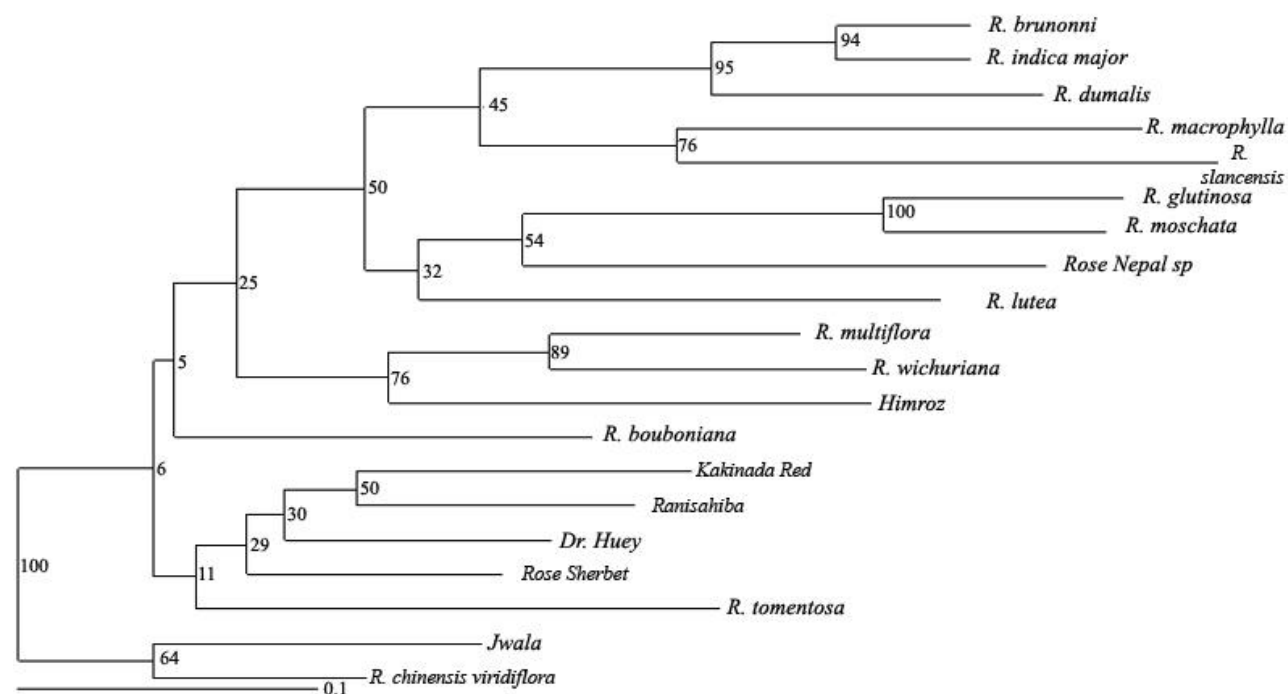 R. brunonni
94
R. indica major
95
R. dumalis
45
R. macrophylla
76
R.
slancensis
50
R. glutinosa
100
R. moschata
54
Rose Nepal sp
32
R. lutea
25
R. multiflora
89
R. wichuriana
76
Himroz
5
R. bouboniana
6
Kakinada Red
50
Ranisahiba
30
Dr. Huey
29
Rose Sherbet
11
R. tomentosa
100
Jwala
64
R. chinensis viridiflora
0.1